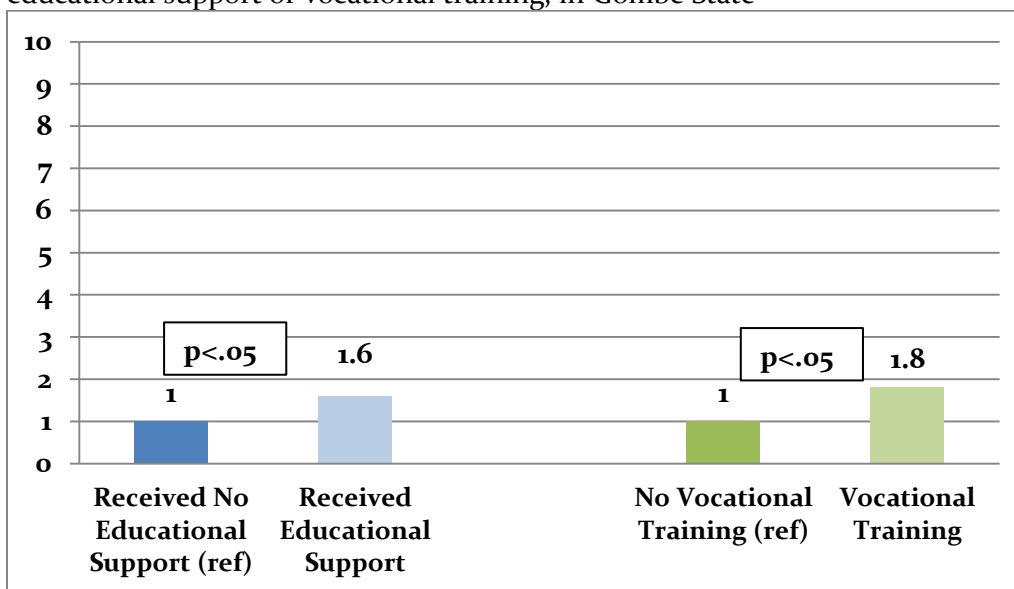 educational support or vocational training, in Gombe State
10
9
8
7
6
5
4
3
2
1
0
p<.05
1.6
1
p<.05
1.8
1
Received No
Educational
Support (ref)
Received
Educational
Support
No Vocational
Training (ref)
Vocational
Training